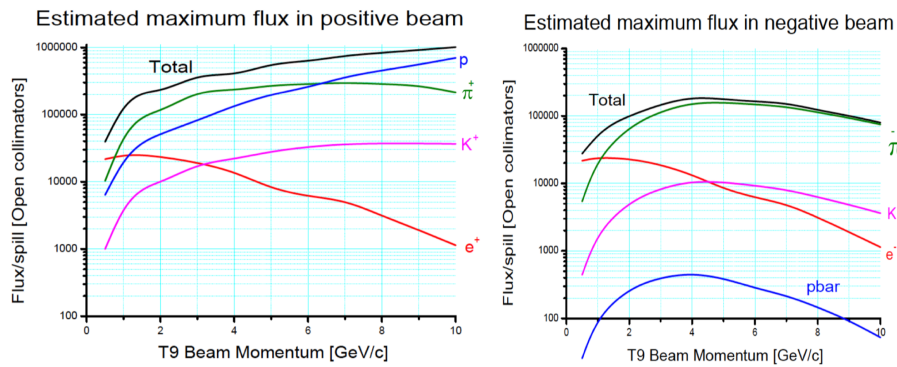 Estimated maximum flux in positive beam
Flux/spill [Open collimators]
1000000
100000
10000
1000
100
0
2
4
6
8
10
T9 Beam Momentum [GeV/c]
Total
p
π+
K+
e+
Estimated maximum flux in negative beam
Flux/spill [Open collimators]
1000000
100000
10000
1000
100
0
2
4
6
8
10
T9 Beam Momentum [GeV/c]
Total
π-
K
e-
pbar